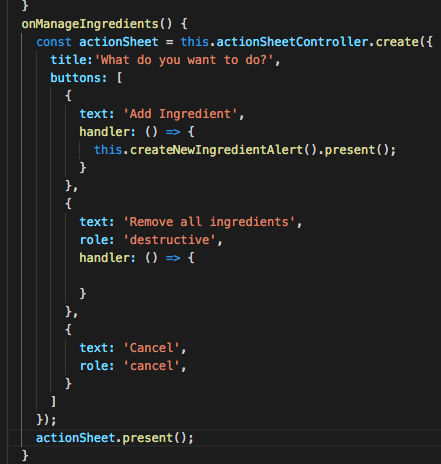 }
onManageIngredients() {
  const actionSheet = this.actionSheetController.create({
    title:'What do you want to do?',
    buttons: [
      {
        text: 'Add Ingredient',
        handler: () => {
          this.createNewIngredientAlert().present();
        }
      },
      {
        text: 'Remove all ingredients',
        role: 'destructive',
        handler: () => {

        }
      },
      {
        text: 'Cancel',
        role: 'cancel',
      }
    ]
  });
  actionSheet.present();
}